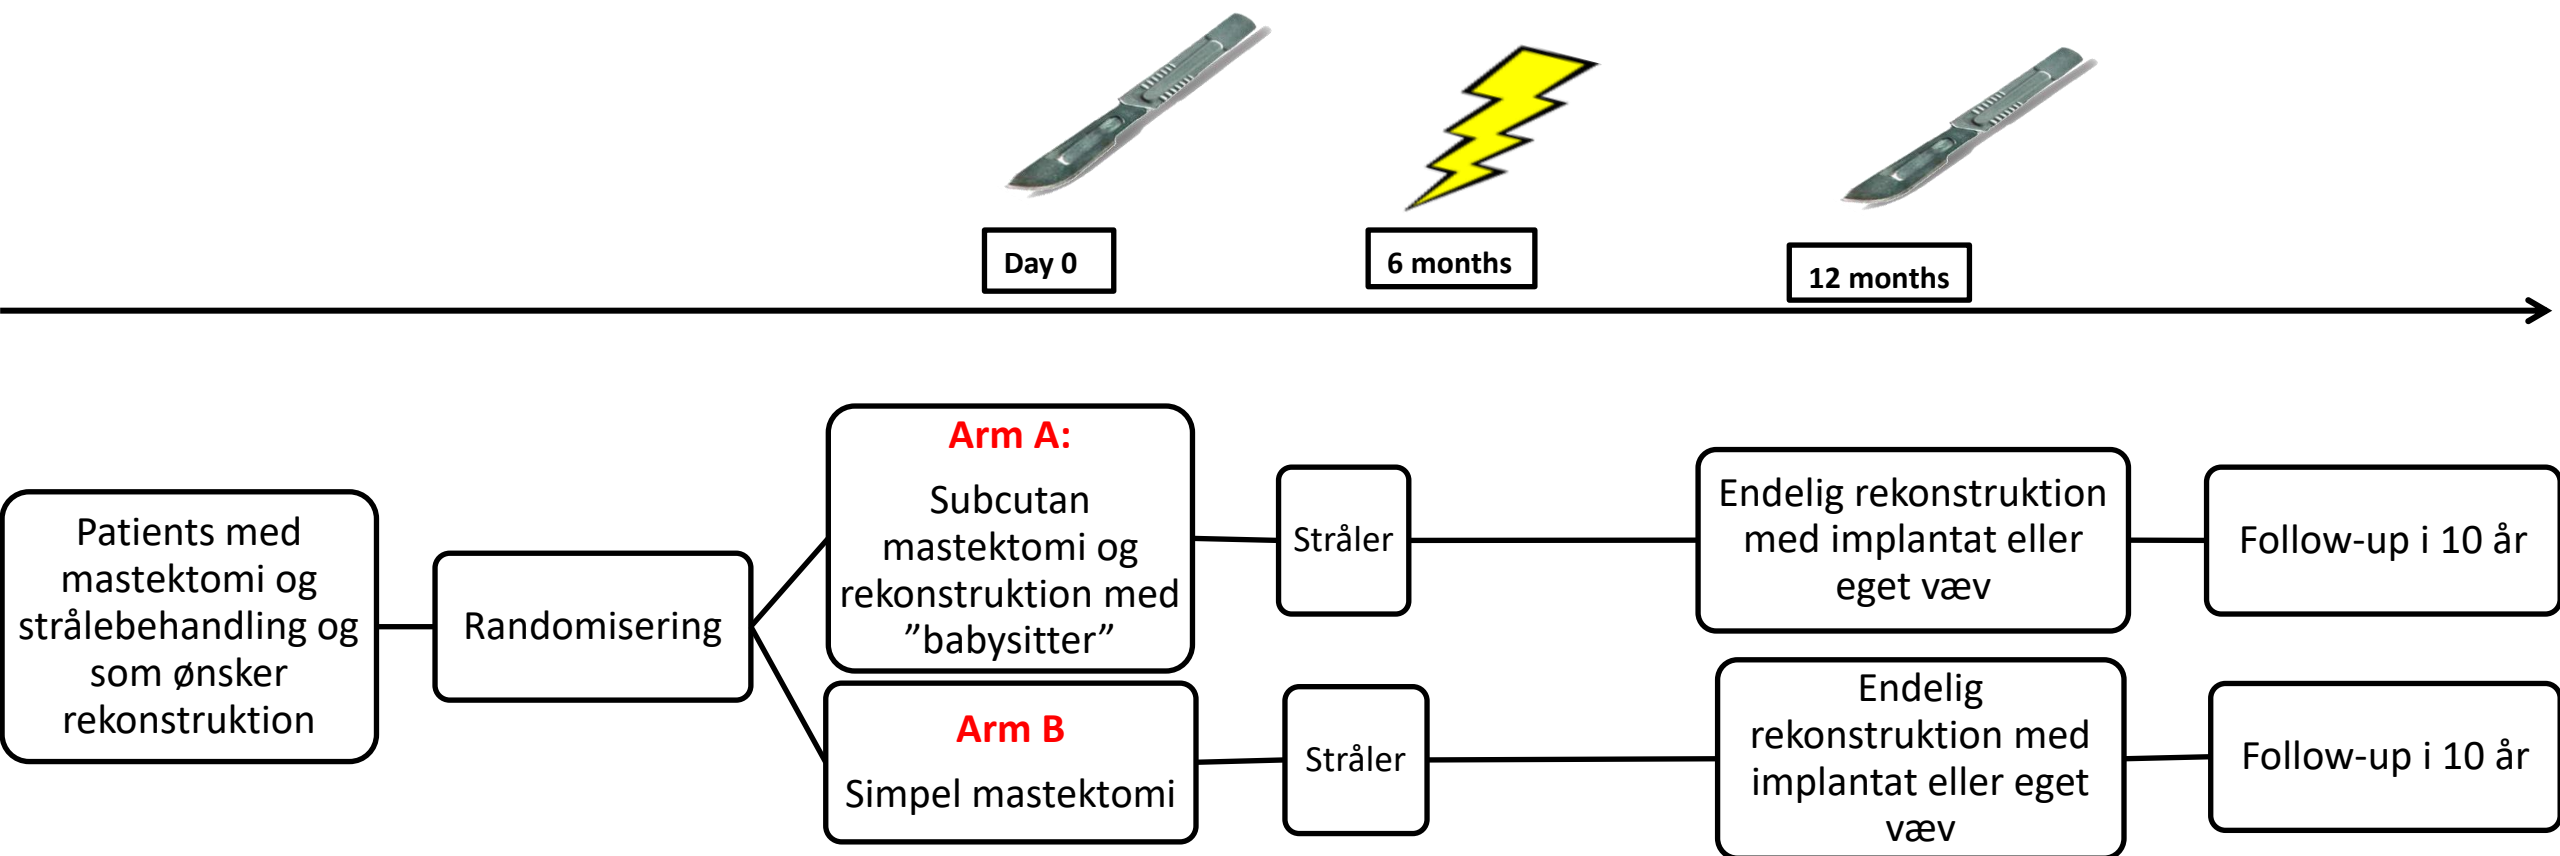 Day 0
6 months
12 months
Patients med
mastektomi og
strålebehandling og
som ønsker
rekonstruktion
Randomisering
Arm A:
Subcutan
mastektomi og
rekonstruktion med
”babysitter”
Stråler
Endelig rekonstruktion
med implantat eller
eget væv
Follow-up i 10 år
Arm B
Simpel mastektomi
Stråler
Endelig
rekonstruktion med
implantat eller eget
væv
Follow-up i 10 år